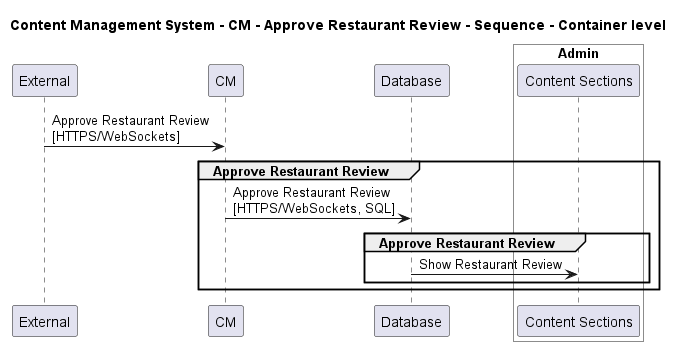 Content Management System - CM - Approve Restaurant Review - Sequence - Container level
Admin
External
CM
Database
Content Sections
Approve Restaurant Review
[HTTPS/WebSockets]
Approve Restaurant Review
Approve Restaurant Review
[HTTPS/WebSockets, SQL]
Approve Restaurant Review
Show Restaurant Review
External
CM
Database
Content Sections